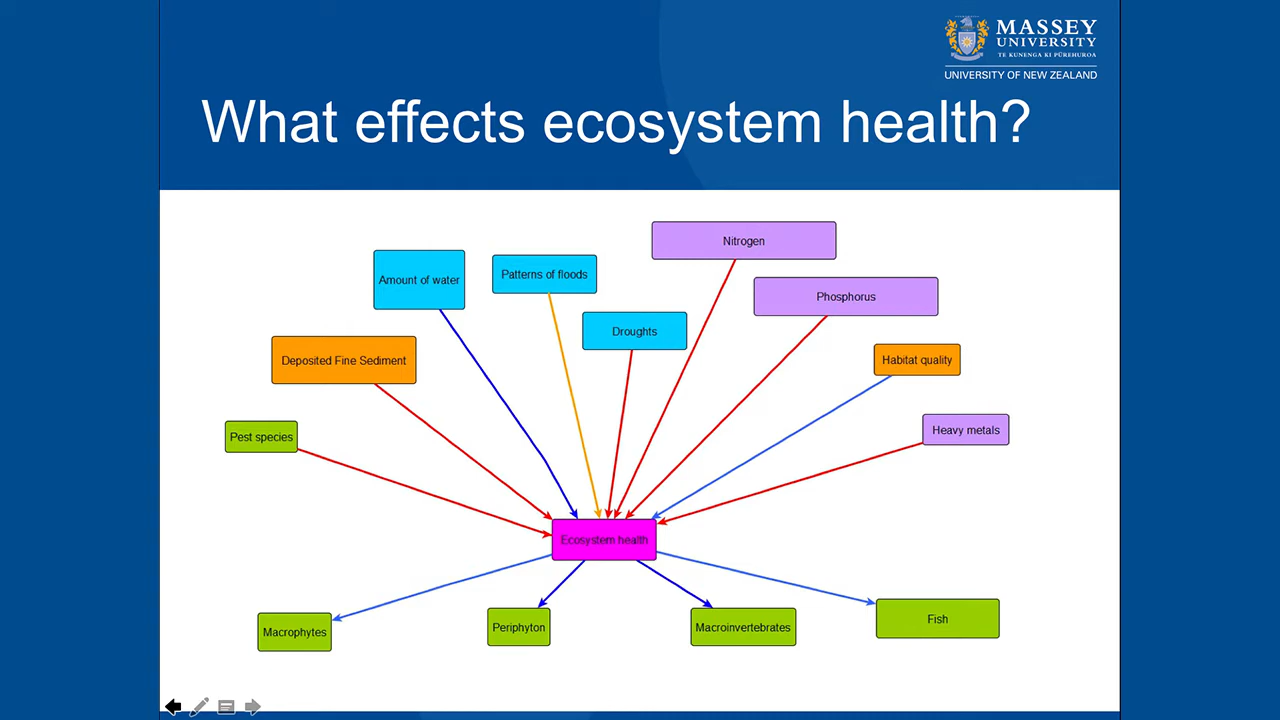 MASSEY
UNIVERSITY
TE KUNENGA KI PŪREHUROA
UNIVERSITY OF NEW ZEALAND
What effects ecosystem health?
Nitrogen
Amount of water
Patterns of floods
Phosphorus
Droughts
Deposited Fine Sediment
Habitat quality
Pest species
Heavy metals
Ecosystem health
Macrophytes
Periphyton
Macroinvertebrates
Fish